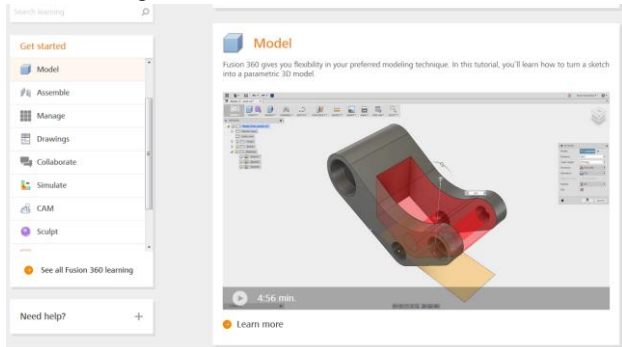 Search learning
Get started
Model
Assemble
Manage
Drawings
Collaborate
Simulate
CAM
Sculpt
See all Fusion 360 learning
Need help? +
Model
Fusion 360 gives you flexibility in your preferred modeling technique. In this tutorial, you'll learn how to turn a sketch
into a parametric 3D model.
4:56 min.
Learn more